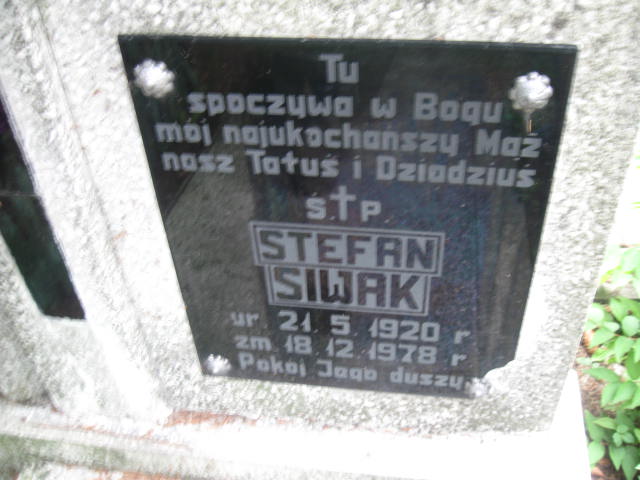 Tu
spoczywa w Bogu
mój najukochańszy Mąż
nasz Tatuś i Dziadziuś
S✝P
STEFAN
SIWAK
ur. 21.5.1920 r
zm. 18.12.1978 r
Pokój Jego duszy